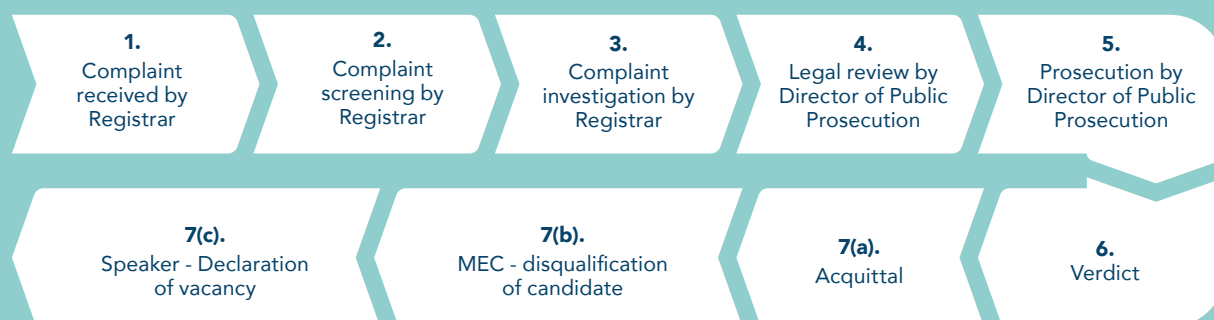 1.
Complaint
received by
Registrar
2.
Complaint
screening by
Registrar
3.
Complaint
investigation by
Registrar
4.
Legal review by
Director of Public
Prosecution
5.
Prosecution by
Director of Public
Prosecution
6.
Verdict
7(a).
Acquittal
7(b).
MEC - disqualification
of candidate
7(c).
Speaker - Declaration
of vacancy